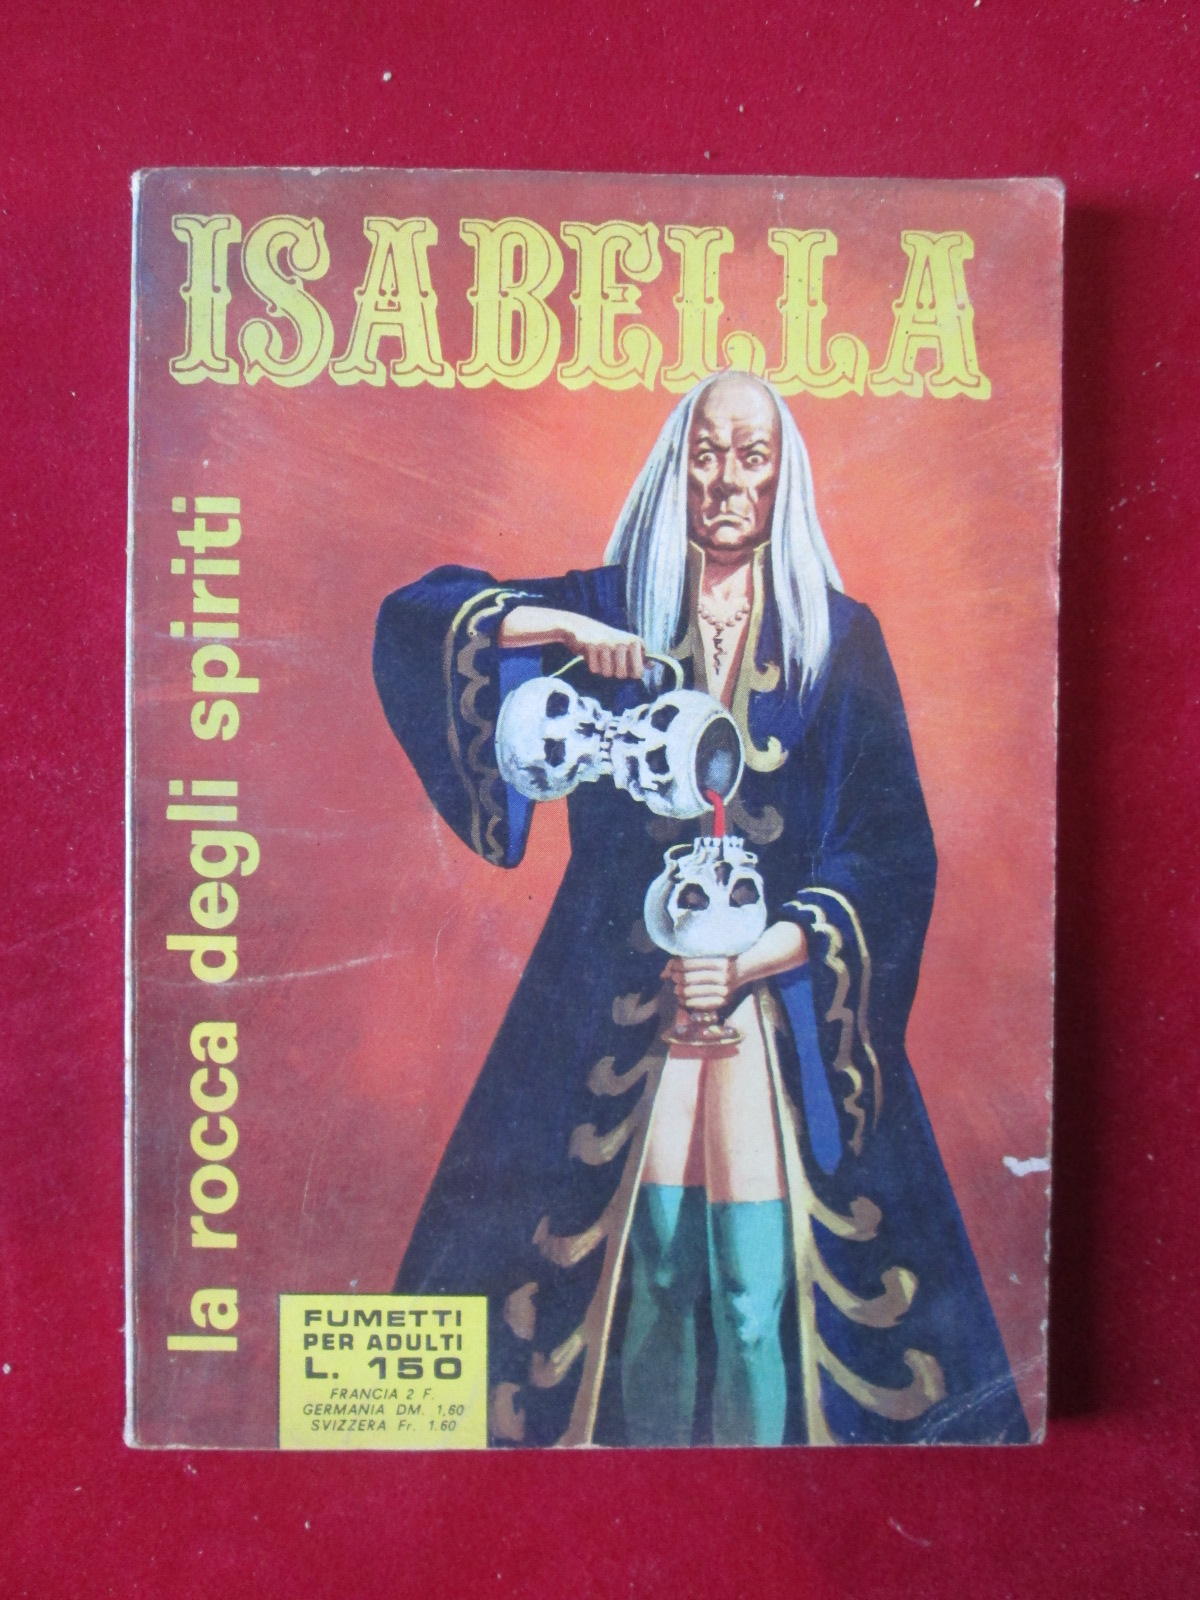 ISABELLA
la rocca degli spiriti
FUMETTI
PER ADULTI
L. 150
FRANCIA 2 F.
GERMANIA DM. 1,60
SVIZZERA Fr. 1.60